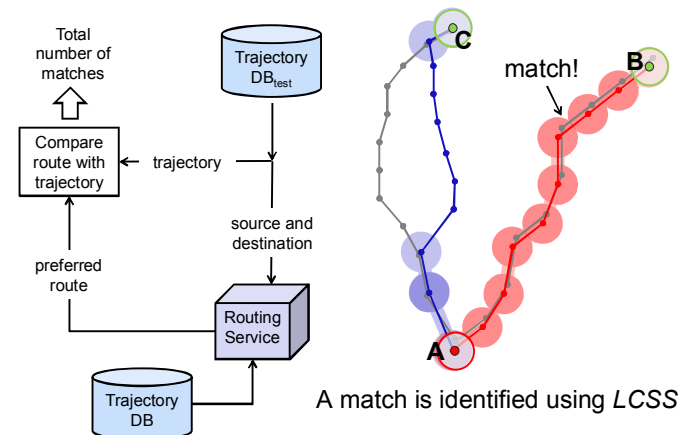 Total
number of
matches
Trajectory
DBtest
Compare
route with
trajectory
trajectory
source and
destination
preferred
route
Routing
Service
Trajectory
DB
C
B
match!
A
A match is identified using LCSS